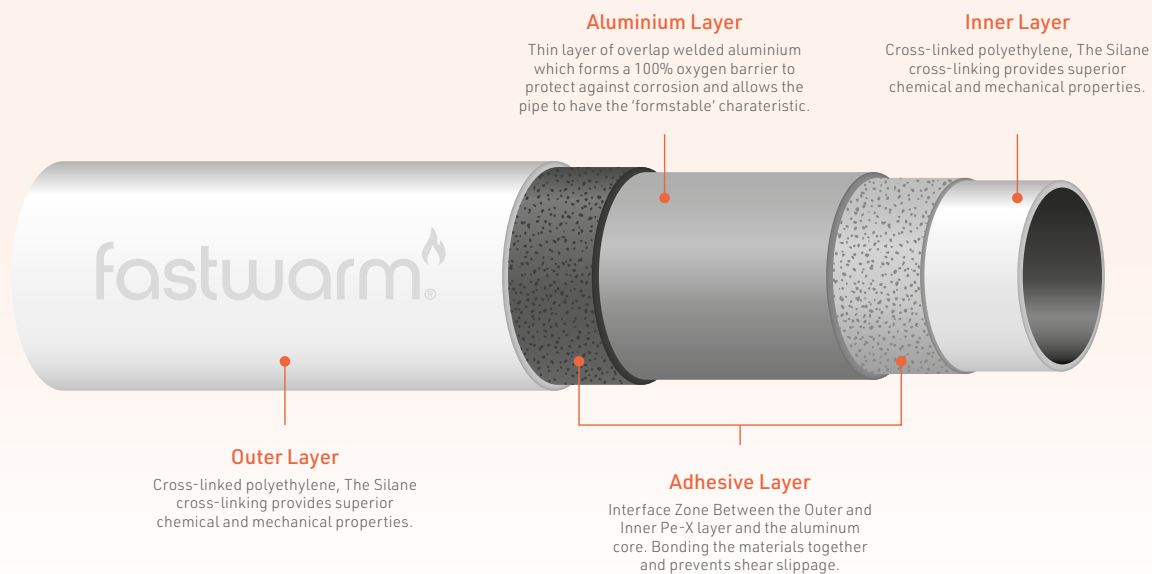 Aluminium Layer
Thin layer of overlap welded aluminium
which forms a 100% oxygen barrier to
protect against corrosion and allows the
pipe to have the ‘formstable’ charateristic.
Inner Layer
Cross-linked polyethylene, The Silane
cross-linking provides superior
chemical and mechanical properties.
fastwarm®
Outer Layer
Cross-linked polyethylene, The Silane
cross-linking provides superior
chemical and mechanical properties.
Adhesive Layer
Interface Zone Between the Outer and
Inner Pe-X layer and the aluminum
core. Bonding the materials together
and prevents shear slippage.